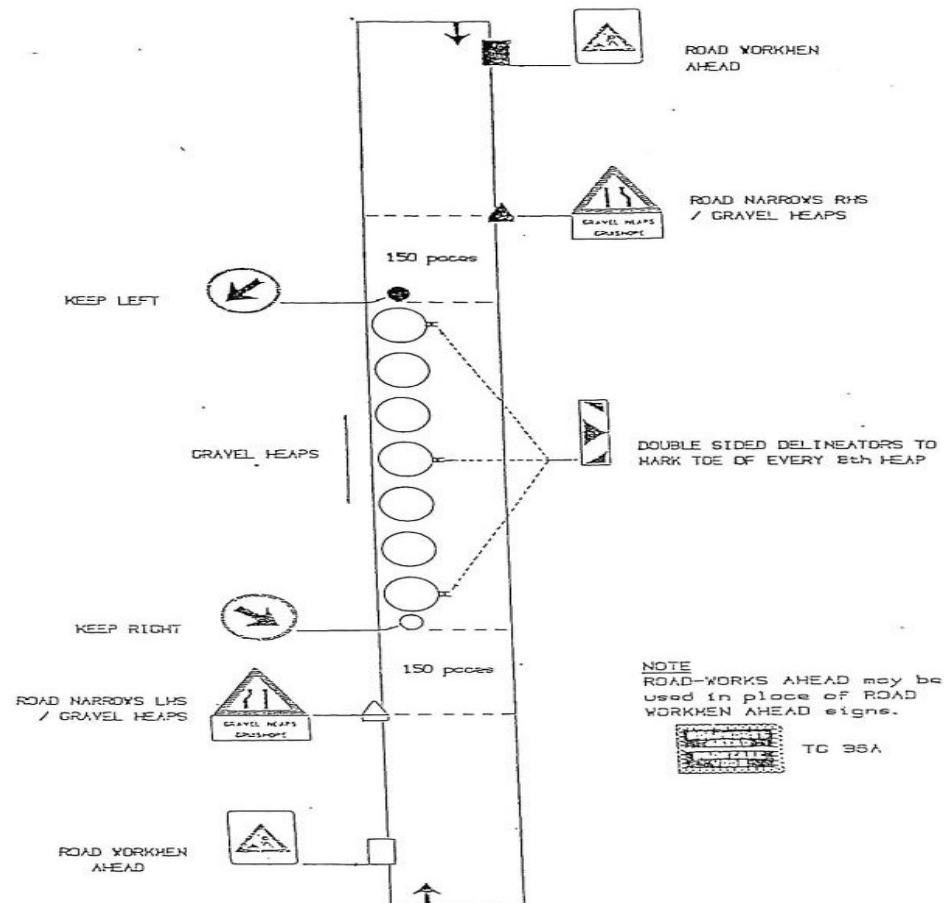 ROAD WORKMEN
AHEAD
ROAD NARROWS RHS
/ GRAVEL HEAPS
GRAVEL HEAPS
150 paces
KEEP LEFT
GRAVEL HEAPS
DOUBLE SIDED DELINEATORS TO
MARK TOE OF EVERY 8th HEAP
KEEP RIGHT
150 paces
ROAD NARROWS LHS
/ GRAVEL HEAPS
GRAVEL HEAPS
NOTE
ROAD-WORKS AHEAD may be
used in place of ROAD
WORKMEN AHEAD signs.
TG 35A
ROAD WORKMEN
AHEAD